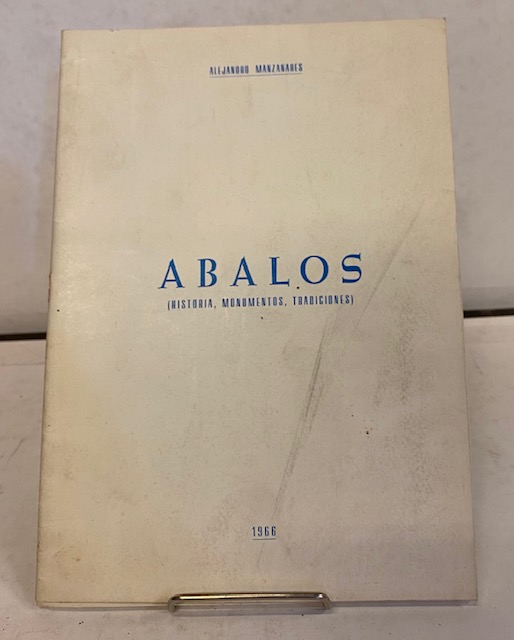 ALEJANDRO MANZANARES
ABALOS
(HISTORIA, MONUMENTOS, TRADICIONES)
1966